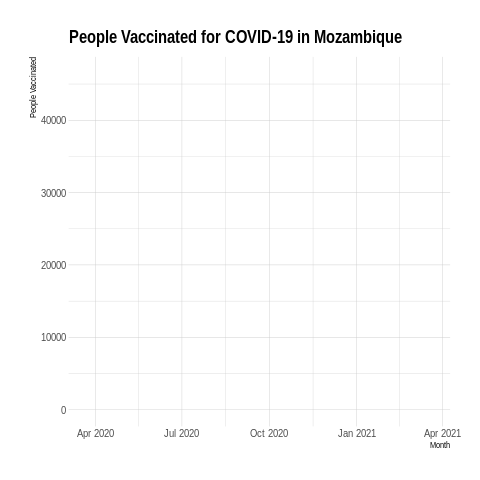 People Vaccinated for COVID-19 in Mozambique
People Vaccinated
40000
30000
20000
10000
0
Apr 2020 Jul 2020 Oct 2020 Jan 2021 Apr 2021
Month